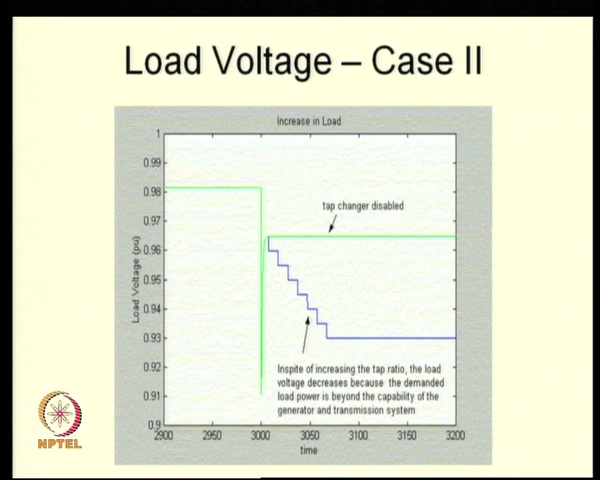 Load Voltage – Case II
Increase in Load
1
0.99
0.98
0.97
0.96
0.95
0.94
0.93
0.92
0.91
0.9
Load Voltage (pu)
tap changer disabled
Inspite of increasing the tap ratio, the load
voltage decreases because the demanded
load power is beyond the capability of the
generator and transmission system
2900 2950 3000 3050 3100 3150 3200
time
NPTEL